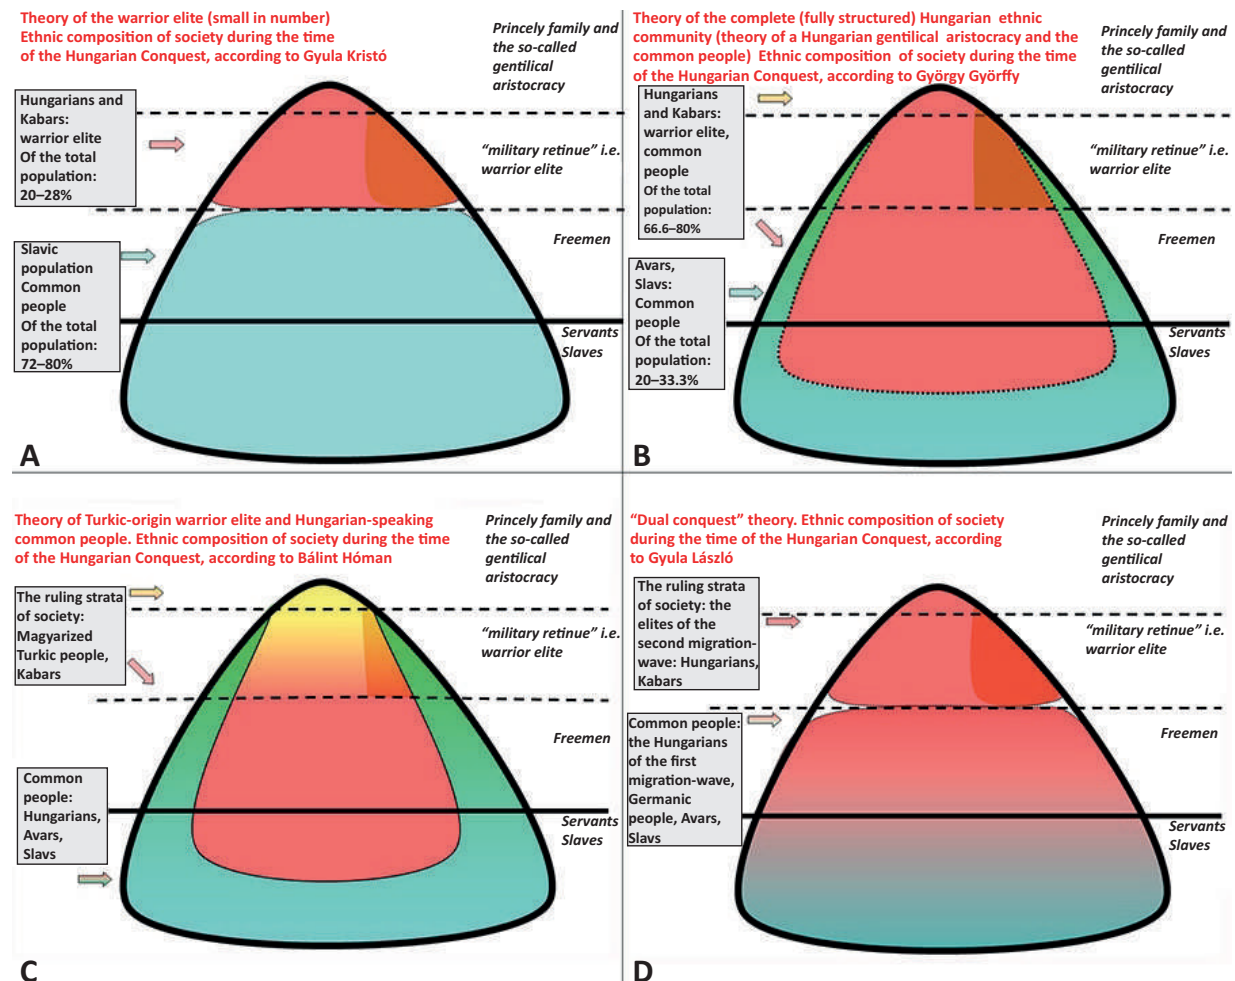 Theory of the warrior elite (small in number)
Ethnic composition of society during the time
of the Hungarian Conquest, according to Gyula Kristó
Princely family and
the so-called
gentilical
aristocracy
Hungarians and
Kabars:
warrior elite
Of the total
population:
20–28%
“military retinue” i.e.
warrior elite
Slavic
population
Common
people
Of the total
population:
72–80%
Freemen
Servants
Slaves
A
Theory of the complete (fully structured) Hungarian ethnic
community (theory of a Hungarian gentilical aristocracy and the
common people) Ethnic composition of society during the time
of the Hungarian Conquest, according to György Györffy
Princely family and
the so-called
gentilical
aristocracy
Hungarians
and Kabars:
warrior elite,
common
people
Of the total
population:
66.6–80%
“military retinue” i.e.
warrior elite
Avars,
Slavs:
Common
people
Of the total
population:
20–33.3%
Freemen
Servants
Slaves
B
Theory of Turkic-origin warrior elite and Hungarian-speaking
common people. Ethnic composition of society during the time
of the Hungarian Conquest, according to Bálint Hóman
Princely family and
the so-called
gentilical
aristocracy
The ruling strata
of society:
Magyarized
Turkic people,
Kabars
“military retinue” i.e.
warrior elite
Common
people:
Hungarians,
Avars,
Slavs
Freemen
Servants
Slaves
C
“Dual conquest” theory. Ethnic composition of society
during the time of the Hungarian Conquest, according
to Gyula László
Princely family and
the so-called
gentilical
aristocracy
The ruling strata
of society: the
elites of the
second migration-
wave: Hungarians,
Kabars
“military retinue” i.e.
warrior elite
Common people:
the Hungarians
of the first
migration-wave,
Germanic
people, Avars,
Slavs
Freemen
Servants
Slaves
D